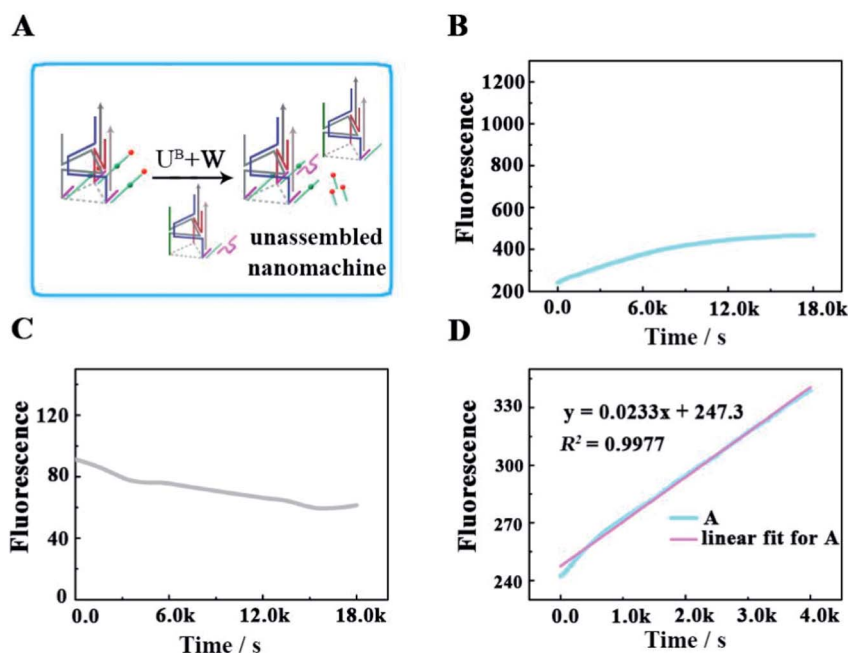 A
U^B+W
unassembled
nanomachine
B
Fluorescence
1200
1000
800
600
400
200
0.0
6.0k
12.0k
18.0k
Time / s
C
Fluorescence
120
80
60
0
0.0
6.0k
12.0k
18.0k
Time / s
D
Fluorescence
330
300
270
240
y = 0.0233x + 247.3
R² = 0.9977
A
linear fit for A
0.0
1.0k
2.0k
3.0k
4.0k
Time / s